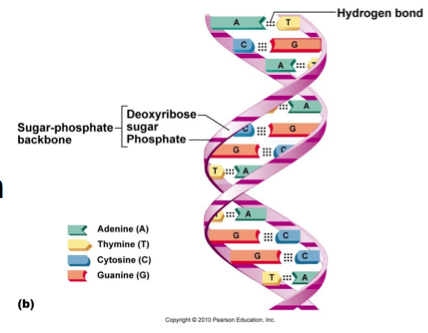 Hydrogen bond
A T
C G
A T
A
Deoxyribose
sugar
Phosphate
Sugar-phosphate
backbone
C G
G C
T A
T A
G C
G C
T A
Adenine (A)
Thymine (T)
Cytosine (C)
Guanine (G)
(b)
Copyright © 2010 Pearson Education, Inc.